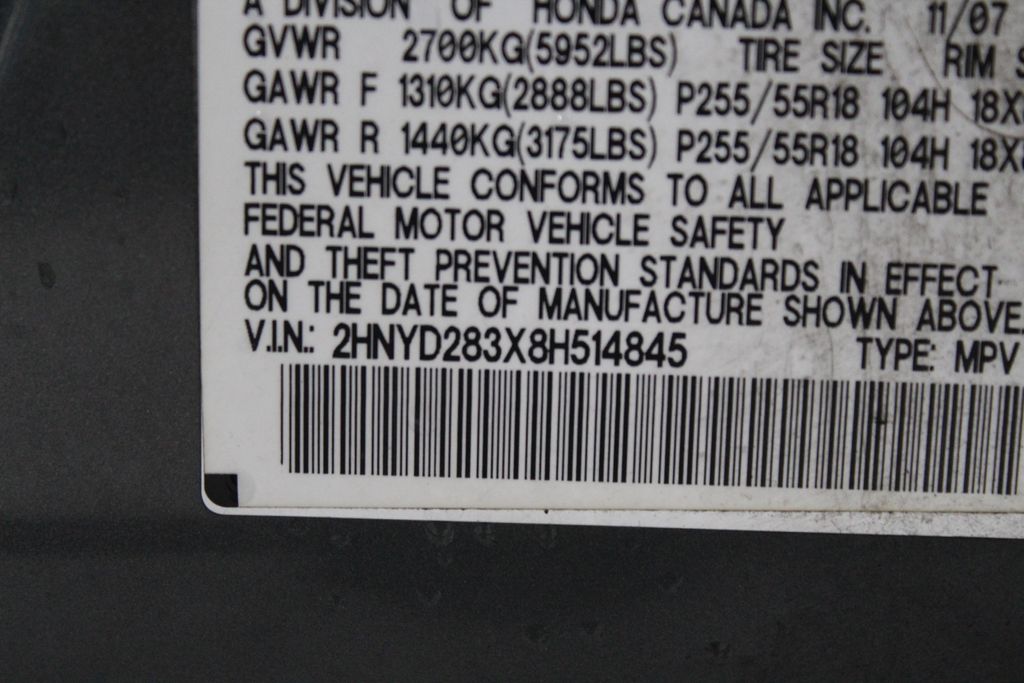 A DIVISION OF HONDA CANADA INC. 11/07
GVWR 2700KG(5952LBS) TIRE SIZE RIM S
GAWR F 1310KG(2888LBS) P255/55R18 104H 18X
GAWR R 1440KG(3175LBS) P255/55R18 104H 18X
THIS VEHICLE CONFORMS TO ALL APPLICABLE
FEDERAL MOTOR VEHICLE SAFETY
AND THEFT PREVENTION STANDARDS IN EFFECT
ON THE DATE OF MANUFACTURE SHOWN ABOVE.
V.I.N.: 2HNYD283X8H514845 TYPE: MPV